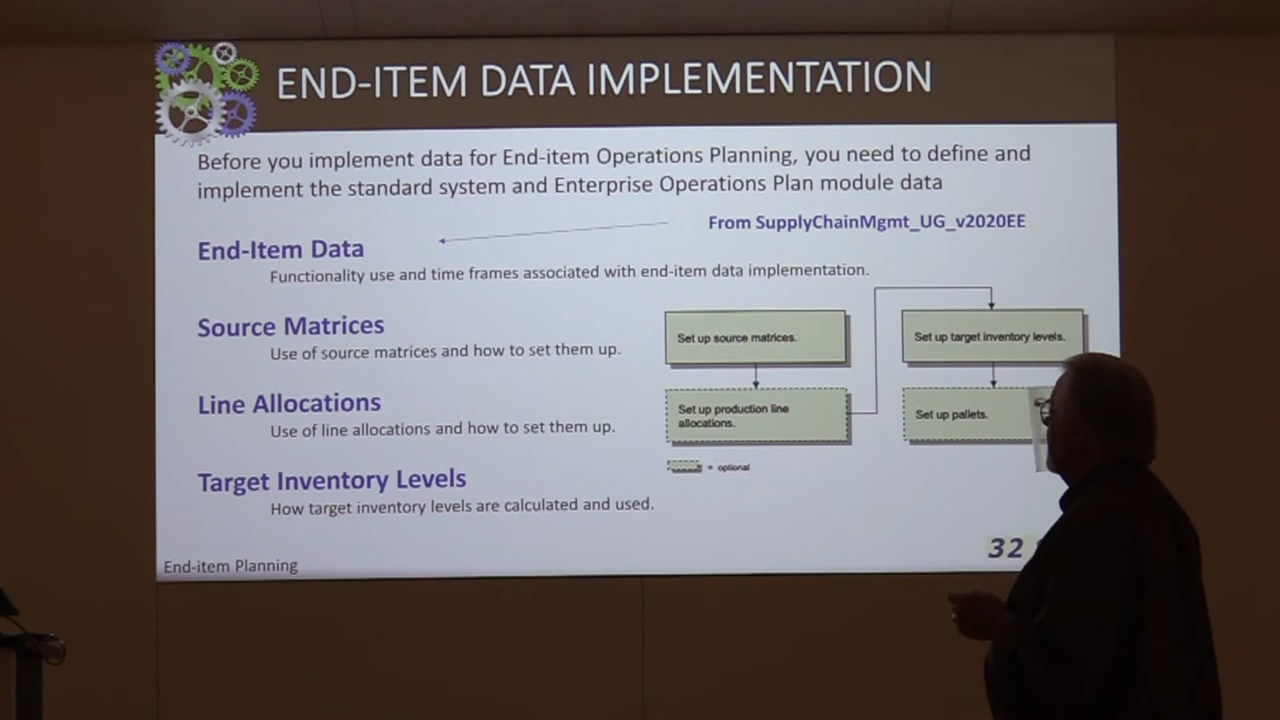 END-ITEM DATA IMPLEMENTATION
Before you implement data for End-item Operations Planning, you need to define and
implement the standard system and Enterprise Operations Plan module data
From SupplyChainMgmt_UG_v2020EE
End-Item Data
Functionality use and time frames associated with end-item data implementation.
Source Matrices
Use of source matrices and how to set them up.
Line Allocations
Use of line allocations and how to set them up.
Target Inventory Levels
How target inventory levels are calculated and used.
Set up source matrices.
Set up production line
allocations.
Set up target inventory levels.
Set up pallets.
= optional
End-item Planning
32